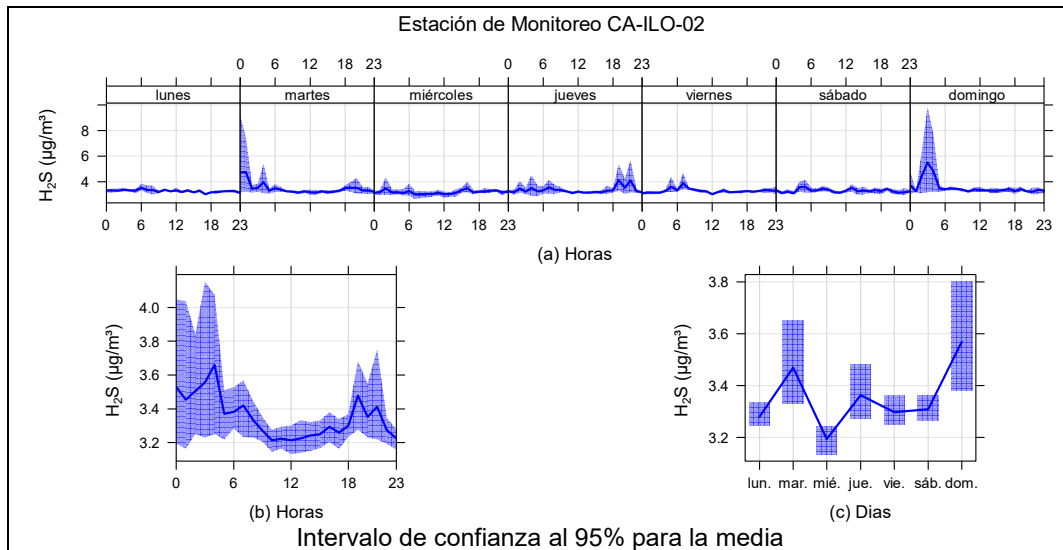 Estación de Monitoreo CA-ILO-02
0 6 12 18 23 0 6 12 18 23 0 6 12 18 23
lunes martes miércoles jueves viernes sábado domingo
H₂S (µg/m³)
8
6
4
0 6 12 18 23 0 6 12 18 23 0 6 12 18 23 0 6 12 18 23
(a) Horas
H₂S (µg/m³)
4.0
3.8
3.6
3.4
3.2
0 6 12 18 23
(b) Horas
H₂S (µg/m³)
3.8
3.6
3.4
3.2
lun. mar. mié. jue. vie. sáb. dom.
(c) Dias
Intervalo de confianza al 95% para la media